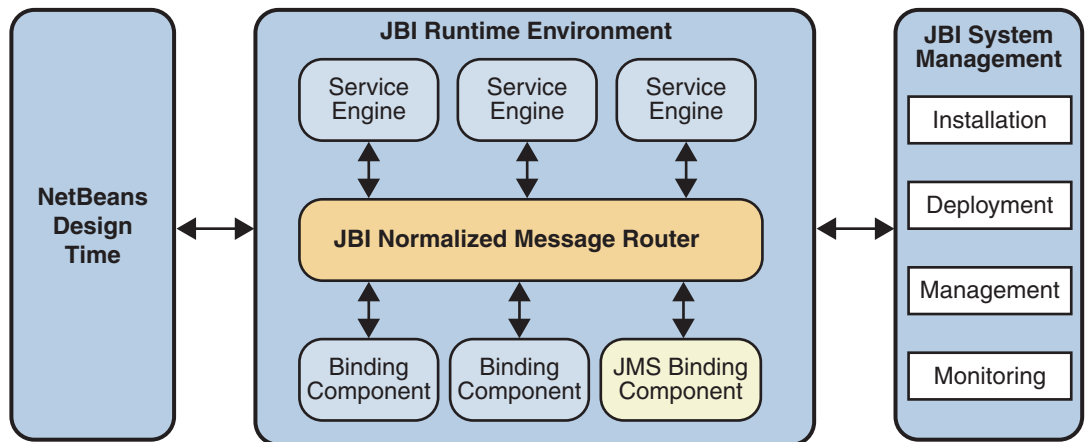 NetBeans
Design
Time
JBI Runtime Environment
Service
Engine
Service
Engine
Service
Engine
JBI Normalized Message Router
Binding
Component
Binding
Component
JMS Binding
Component
JBI System
Management
Installation
Deployment
Management
Monitoring